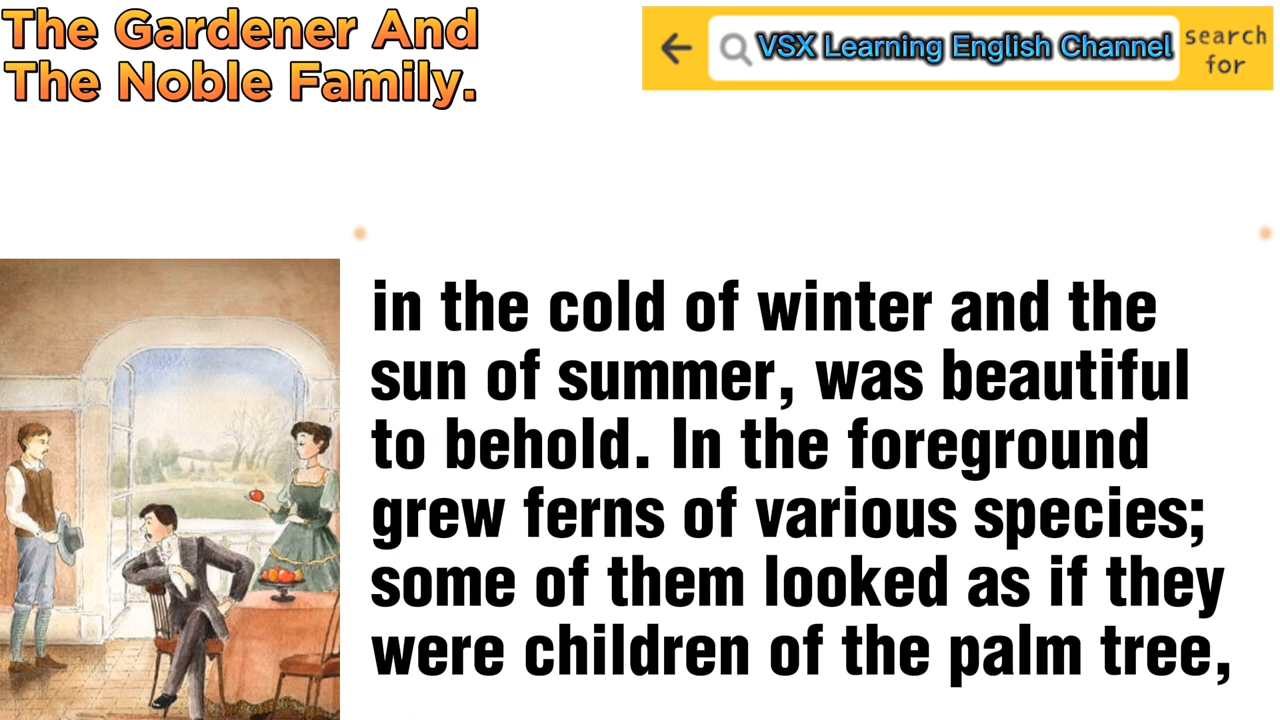 The Gardener And
The Noble Family.
VSX Learning English Channel
search
for
in the cold of winter and the
sun of summer, was beautiful
to behold. In the foreground
grew ferns of various species;
some of them looked as if they
were children of the palm tree,